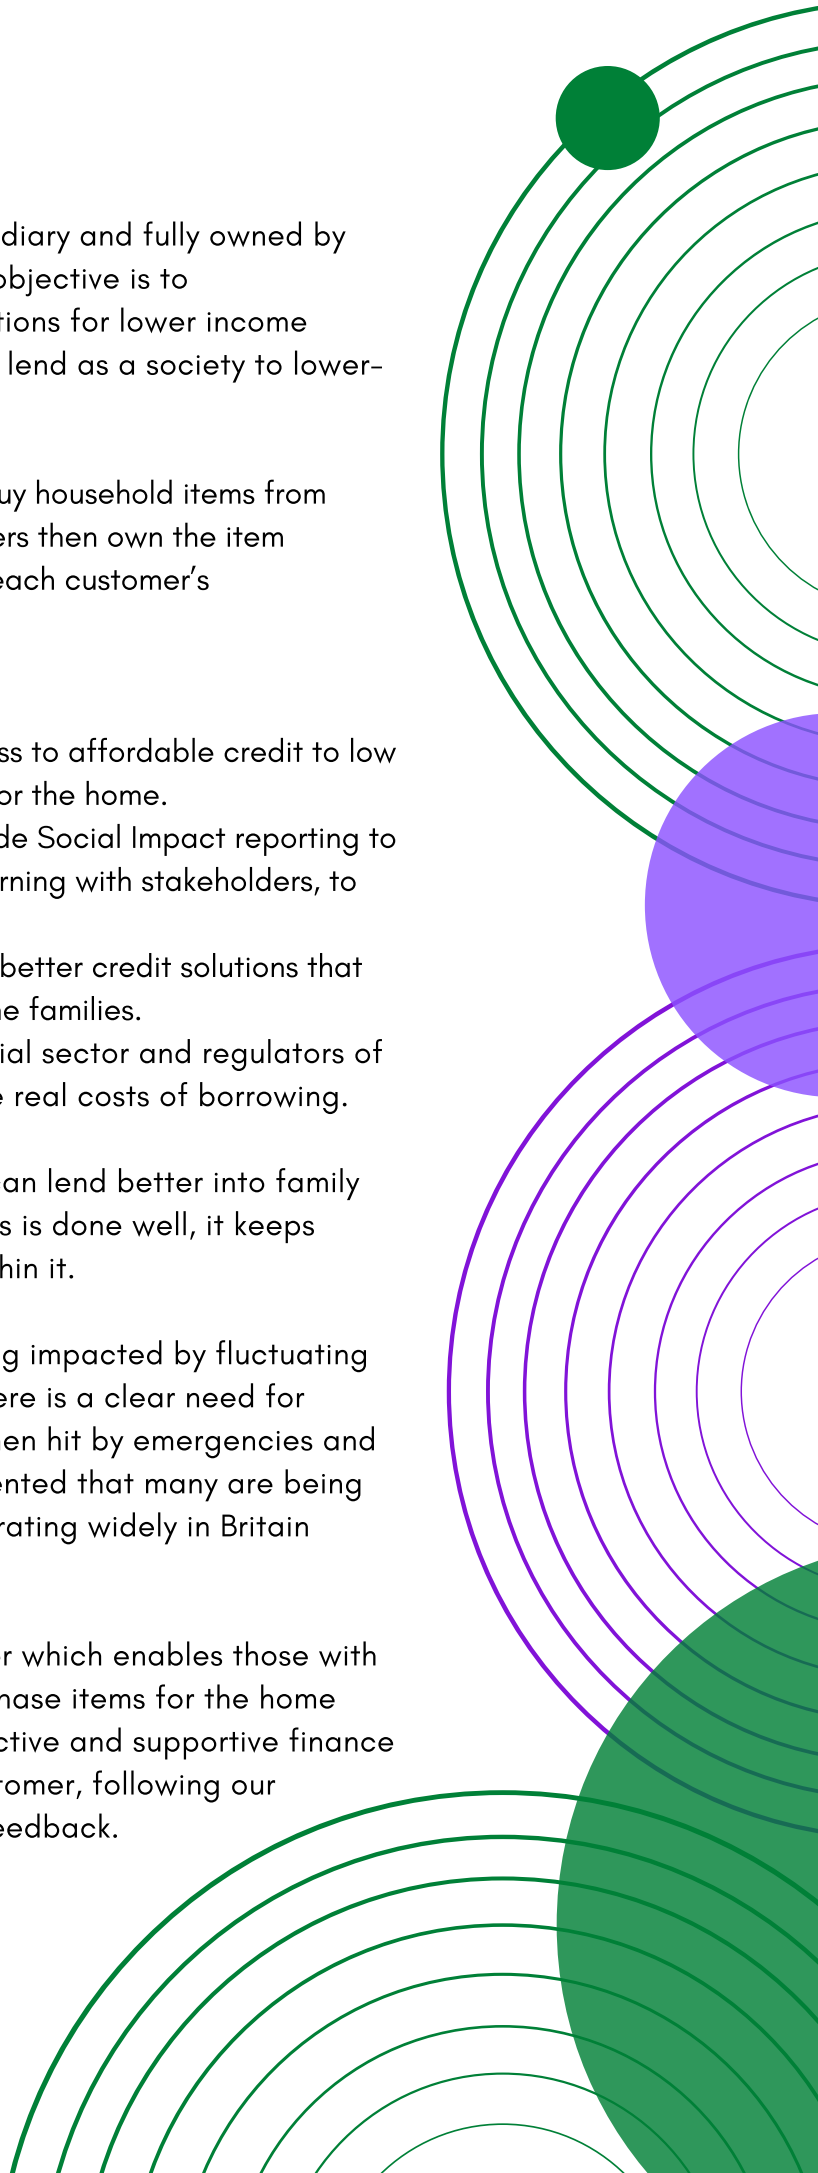 diary and fully owned by
objective is to
tions for lower income
lend as a society to lower-
uy household items from
ers then own the item
each customer’s
ss to affordable credit to low
or the home.
de Social Impact reporting to
rning with stakeholders, to
better credit solutions that
ne families.
ial sector and regulators of
e real costs of borrowing.
can lend better into family
s is done well, it keeps
hin it.
g impacted by fluctuating
ere is a clear need for
hen hit by emergencies and
ented that many are being
rating widely in Britain
er which enables those with
hase items for the home
ctive and supportive finance
tomer, following our
eedback.